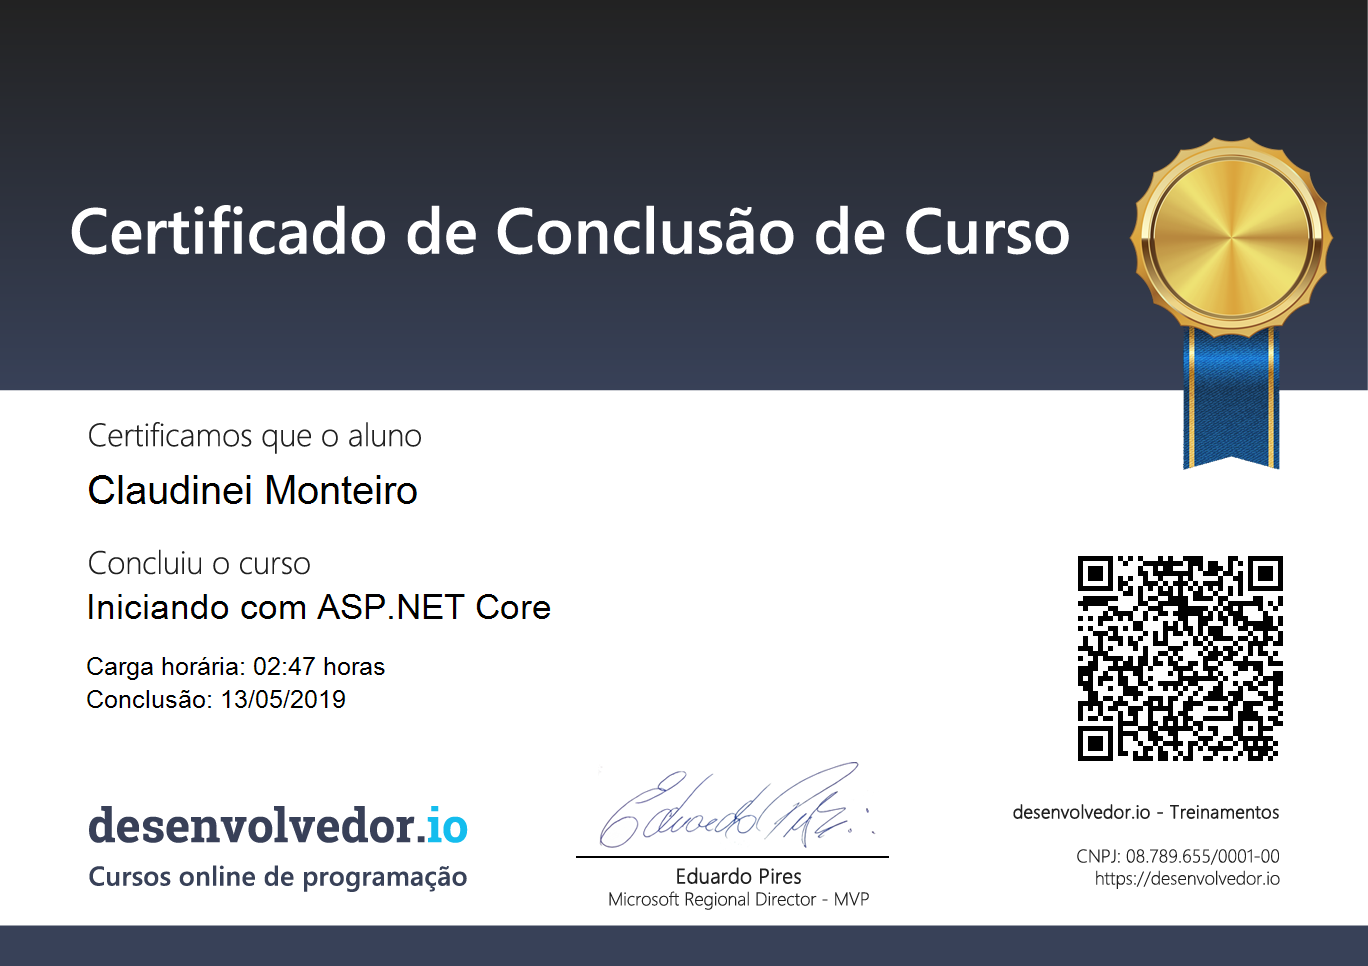 Certificado de Conclusão de Curso
Certificamos que o aluno
Claudinei Monteiro
Concluiu o curso
Iniciando com ASP.NET Core
Carga horária: 02:47 horas
Conclusão: 13/05/2019
desenvolvedor.io
Cursos online de programação
Eduardo Pires
Eduardo Pires
Microsoft Regional Director - MVP
desenvolvedor.io - Treinamentos
CNPJ: 08.789.655/0001-00
https://desenvolvedor.io